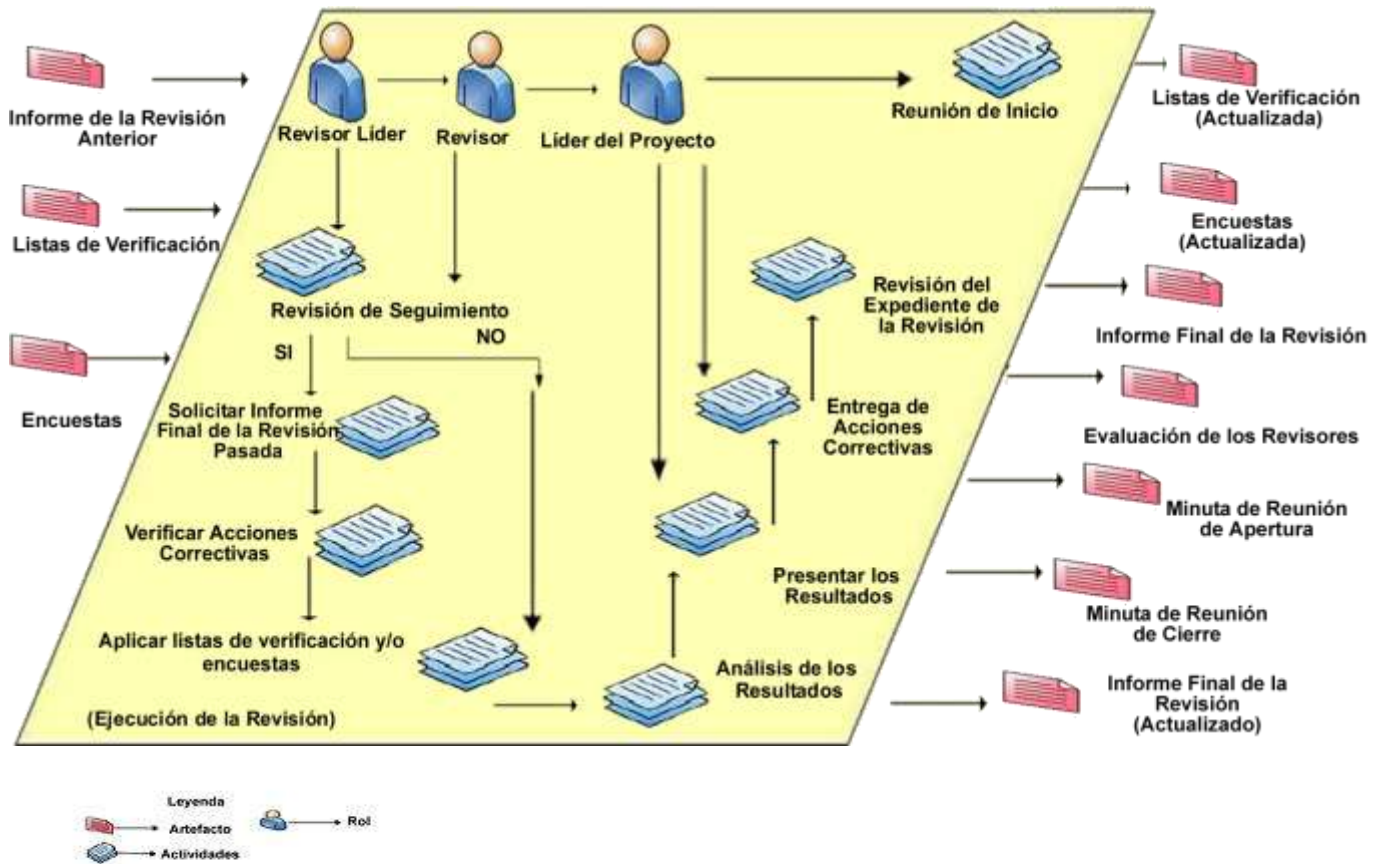 Informe de la Revisión
Anterior
Listas de Verificación
Encuestas
Revisor Líder
Revisor
Líder del Proyecto
Reunión de Inicio
Revisión de Seguimiento
SI
NO
Solicitar Informe
Final de la Revisión
Pasada
Verificar Acciones
Correctivas
Aplicar listas de verificación y/o
encuestas
(Ejecución de la Revisión)
Revisión del
Expediente de
la Revisión
Entrega de
Acciones
Correctivas
Presentar los
Resultados
Análisis de los
Resultados
Listas de Verificación
(Actualizada)
Encuestas
(Actualizada)
Informe Final de la Revisión
Evaluación de los Revisores
Minuta de Reunión
de Apertura
Minuta de Reunión
de Cierre
Informe Final de la
Revisión
(Actualizado)
Leyenda
Artefacto
Rol
Actividades